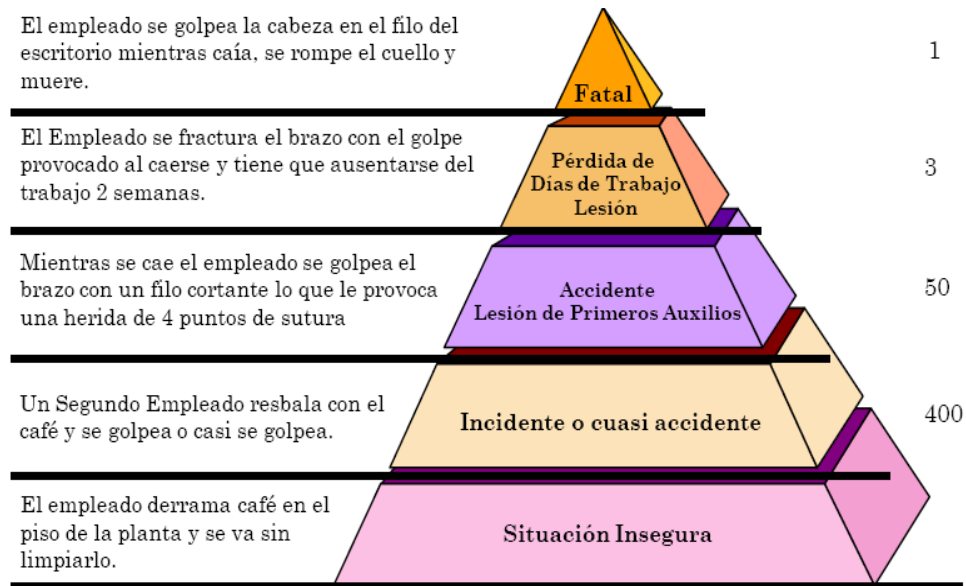 El empleado se golpea la cabeza en el filo del
escritorio mientras caía, se rompe el cuello y
muere.
Fatal
1
El Empleado se fractura el brazo con el golpe
provocado al caerse y tiene que ausentarse del
trabajo 2 semanas.
Pérdida de
Días de Trabajo
Lesión
3
Mientras se cae el empleado se golpea el
brazo con un filo cortante lo que le provoca
una herida de 4 puntos de sutura
Accidente
Lesión de Primeros Auxilios
50
Un Segundo Empleado resbala con el
café y se golpea o casi se golpea.
Incidente o cuasi accidente
400
El empleado derrama café en el
piso de la planta y se va sin
limpiarlo.
Situación Insegura